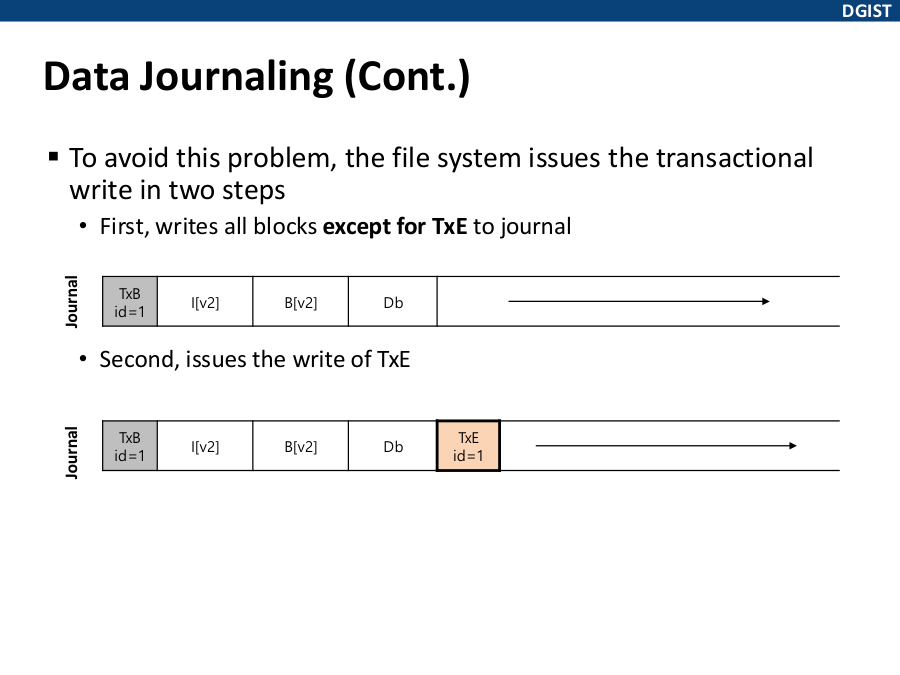 DGIST
Data Journaling (Cont.)
▪ To avoid this problem, the file system issues the transactional
write in two steps
• First, writes all blocks except for TxE to journal
Journal
TxB
id=1
I[v2]
B[v2]
Db
• Second, issues the write of TxE
Journal
TxB
id=1
I[v2]
B[v2]
Db
TxE
id=1